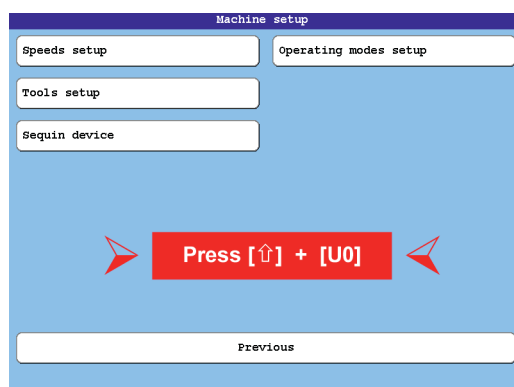 Machine setup
Speeds setup
Operating modes setup
Tools setup
Sequin device
Press [⇧] + [U0]
Previous